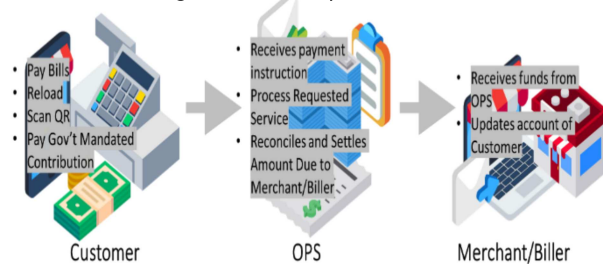 • Pay Bills
• Reload
• Scan QR
• Pay Gov't Mandated
Contribution
Customer
• Receives payment
instruction
• Process Requested
Service
• Reconciles and Settles
Amount Due to
Merchant/Biller
OPS
• Receives funds from
OPS
• Updates account of
Customer
Merchant/Biller